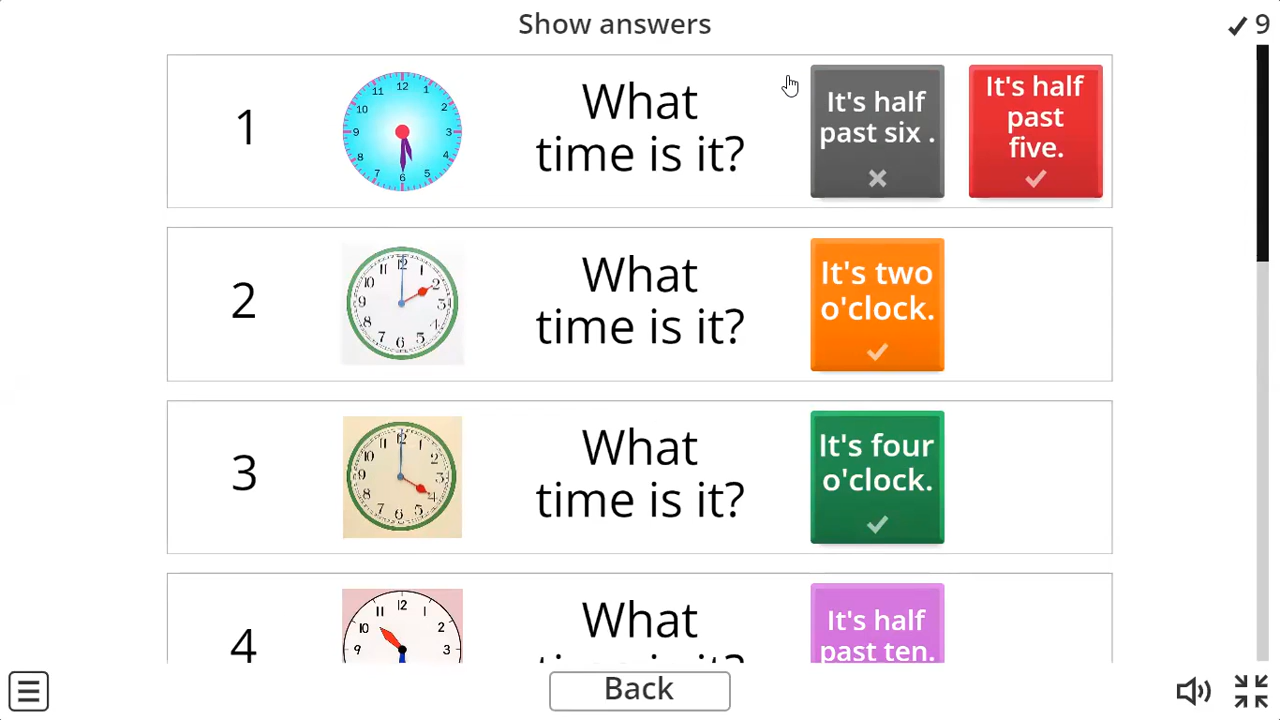 Show answers
9
1
What
time is it?
It's half
past six .
It's half
past
five.
2
What
time is it?
It's two
o'clock.
3
What
time is it?
It's four
o'clock.
4
What
It's half
past ten.
Back